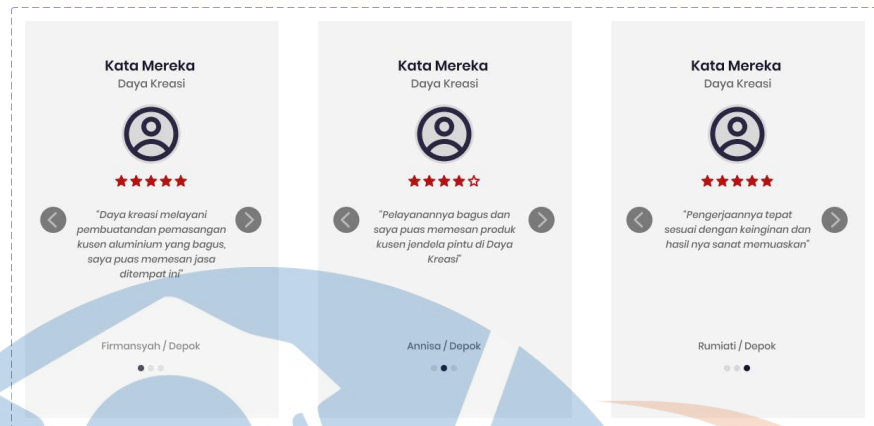 Kata Mereka
Daya Kreasi
"Daya kreasi melayani
pembuatandan pemasangan
kusen aluminium yang bagus,
saya puas memesan jasa
ditempat ini"
Firmansyah / Depok
Kata Mereka
Daya Kreasi
"Pelayanannya bagus dan
saya puas memesan produk
kusen jendela pintu di Daya
Kreasi"
Annisa / Depok
Kata Mereka
Daya Kreasi
"Pengerjaannya tepat
sesuai dengan keinginan dan
hasil nya sanat memuaskan"
Rumiati / Depok